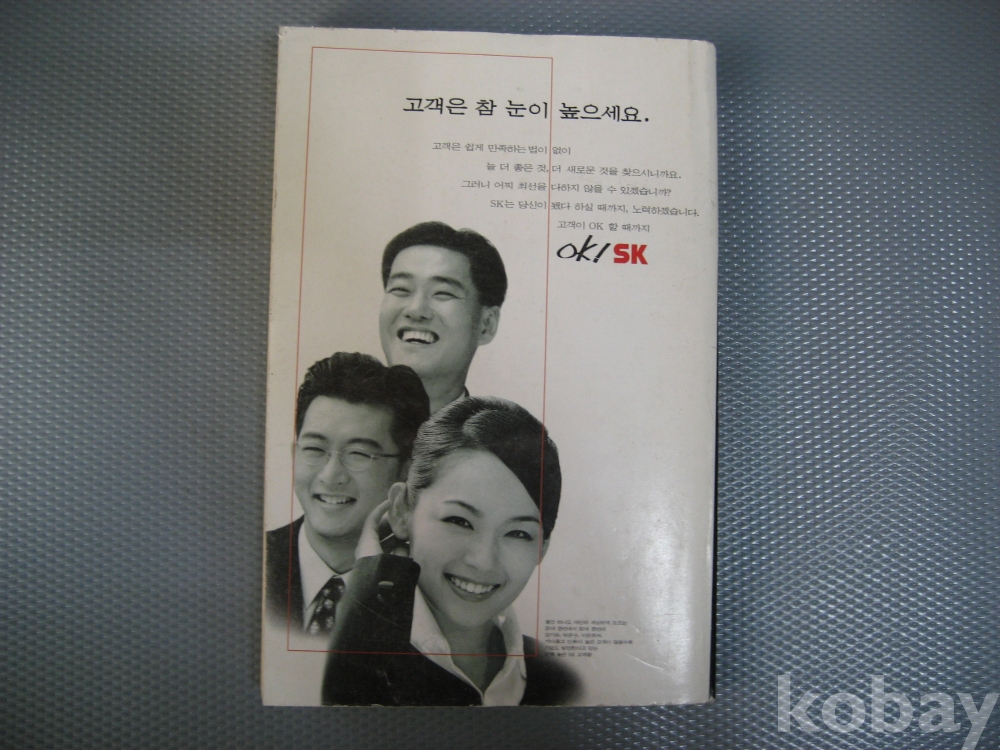 고객은 참 눈이 높으세요.
고객은 쉽게 만족하는 법이 없이
늘 더 좋은 것, 더 새로운 것을 찾으시니까요.
그러니 어찌 최선을 다하지 않을 수 있겠습니까?
SK는 당신이 됐다 하실 때까지, 노력하겠습니다.
고객이 OK 할 때까지
OK! SK
kobay